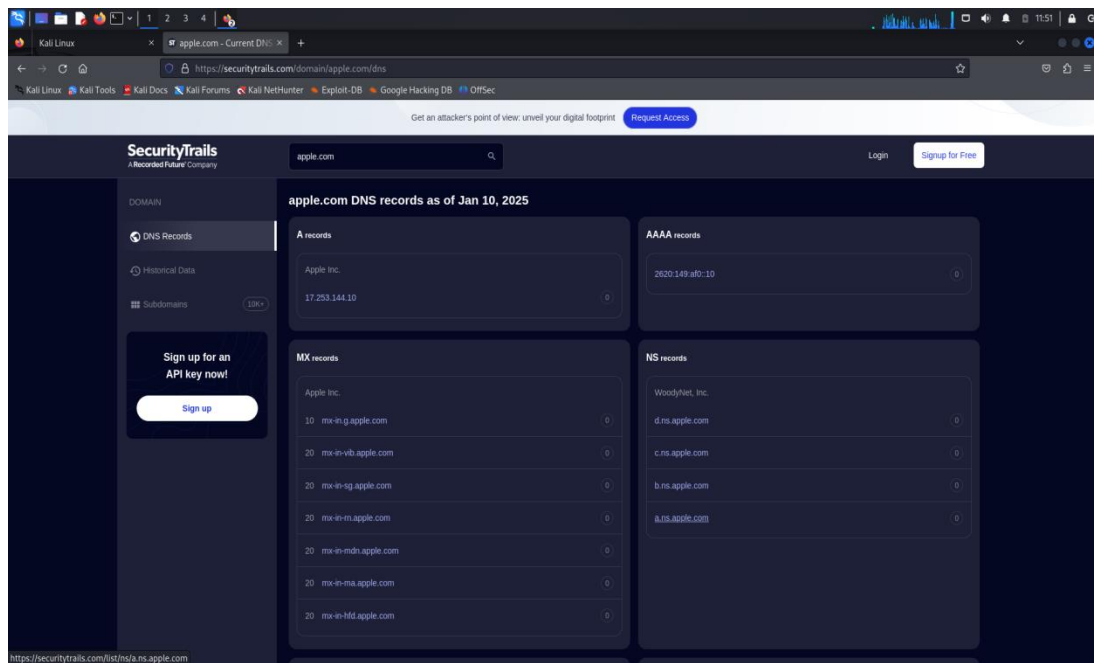 1 2 3 4
11:51
Kali Linux
apple.com - Current DNS
https://securitytrails.com/domain/apple.com/dns
Kali Linux Kali Tools Kali Docs Kali Forums Kali NetHunter Exploit-DB Google Hacking DB OffSec
Get an attacker's point of view: unveil your digital footprint Request Access
SecurityTrails
A Recorded Future® Company
apple.com
Login
Signup for Free
DOMAIN
DNS Records
Historical Data
Subdomains 10K+
Sign up for an
API key now!
Sign up
apple.com DNS records as of Jan 10, 2025
A records
Apple Inc.
17.253.144.10 0
AAAA records
2620:149:af0::10 0
MX records
Apple Inc.
10 mx-in.g.apple.com 0
20 mx-in-vib.apple.com 0
20 mx-in-sg.apple.com 0
20 mx-in-rn.apple.com 0
20 mx-in-mdn.apple.com 0
20 mx-in-ma.apple.com 0
20 mx-in-hfd.apple.com 0
NS records
WoodyNet, Inc.
d.ns.apple.com 0
c.ns.apple.com 0
b.ns.apple.com 0
a.ns.apple.com 0
https://securitytrails.com/list/ns/a.ns.apple.com